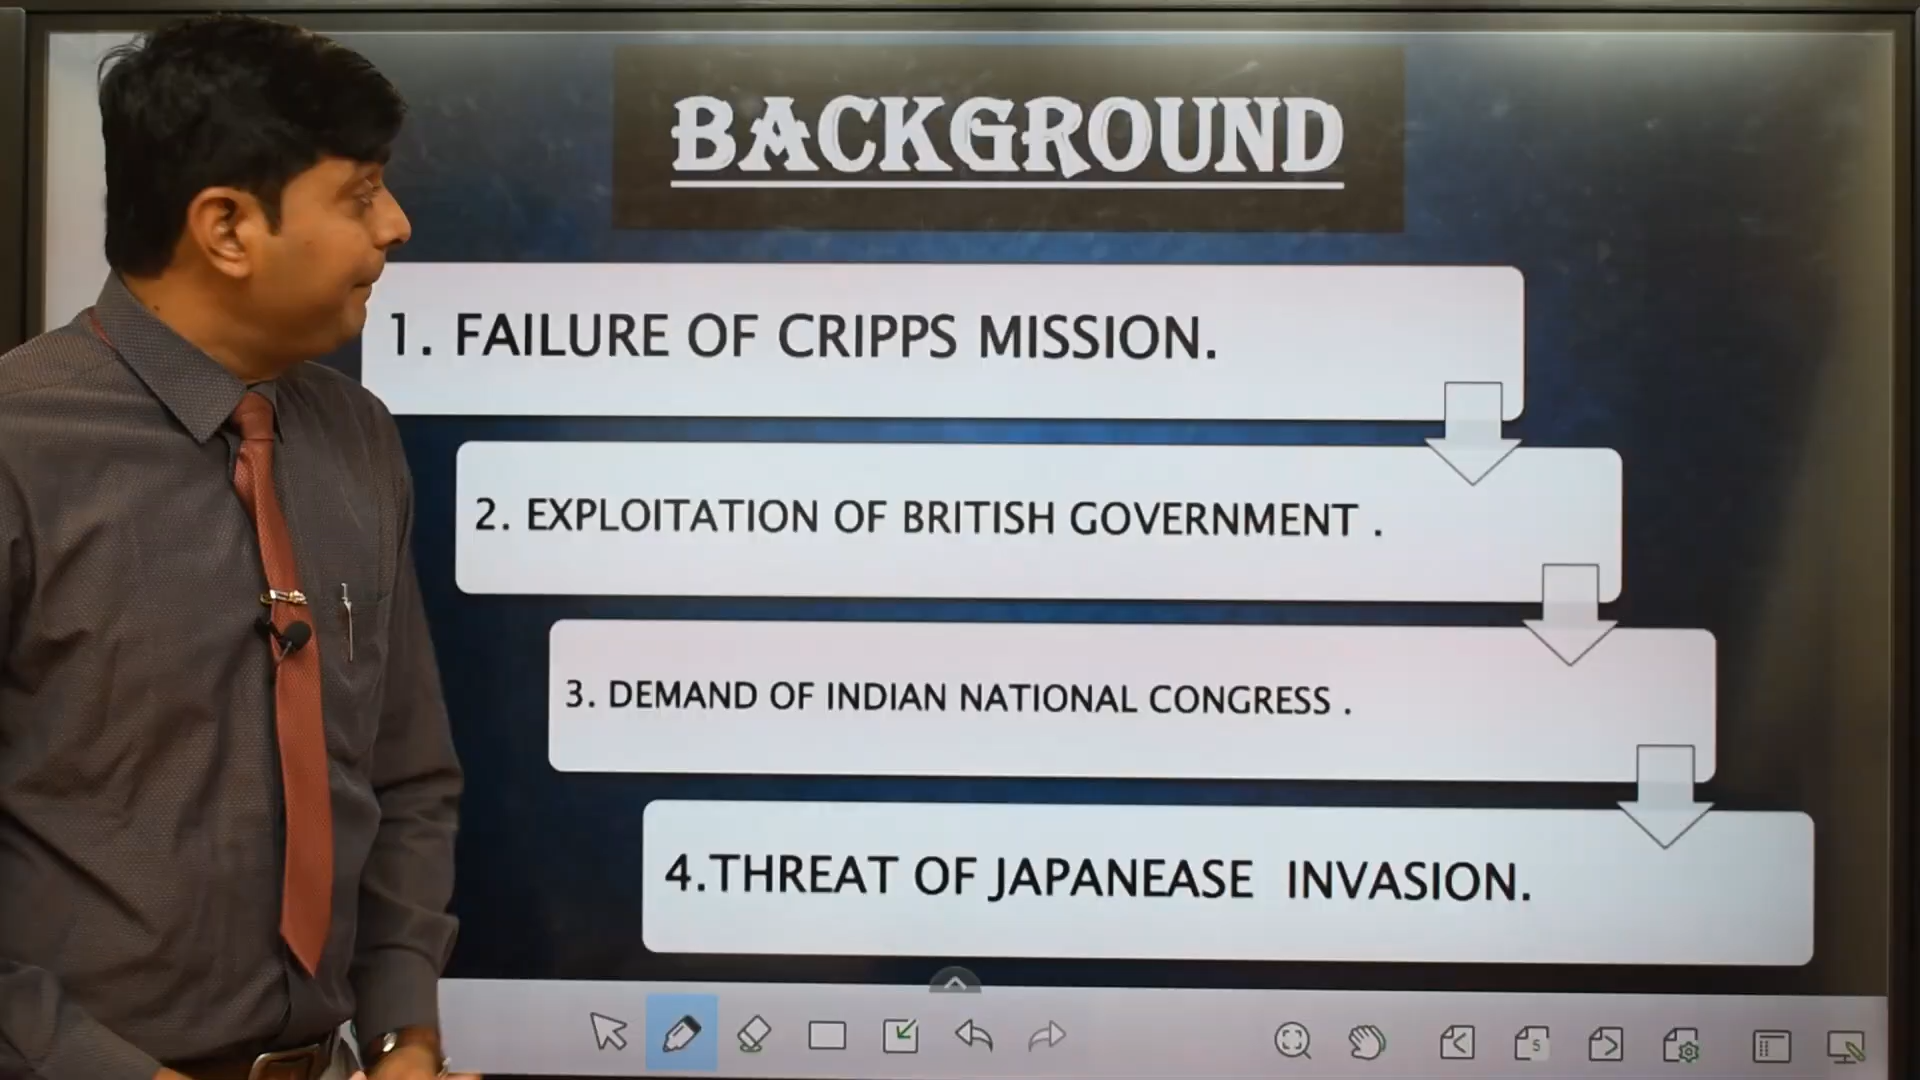 BACKGROUND
1. FAILURE OF CRIPPS MISSION.
2. EXPLOITATION OF BRITISH GOVERNMENT .
3. DEMAND OF INDIAN NATIONAL CONGRESS .
4.THREAT OF JAPANEASE INVASION.
5